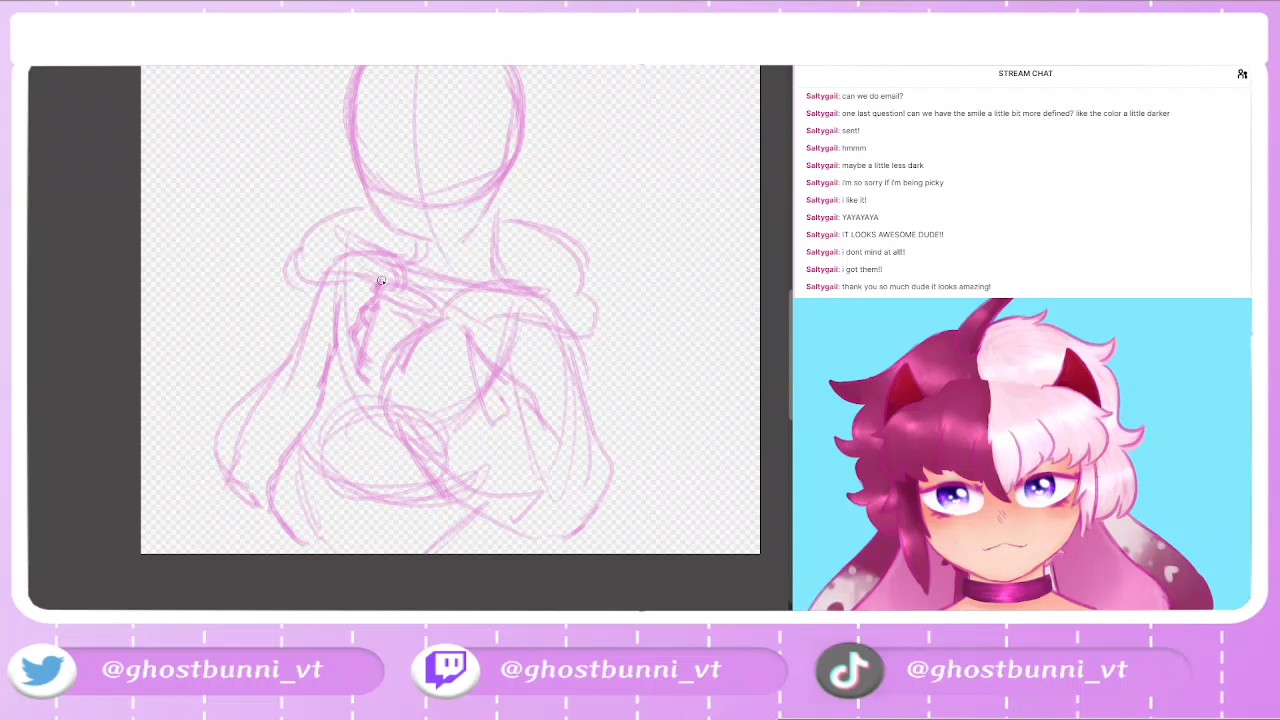 STREAM CHAT
Saltygail: can we do email?
Saltygail: one last question! can we have the smile a little bit more defined? like the color a little darker
Saltygail: sent!
Saltygail: hmmm
Saltygail: maybe a little less dark
Saltygail: i'm so sorry if i'm being picky
Saltygail: i like it!
Saltygail: YAYAYAYA
Saltygail: IT LOOKS AWESOME DUDE!!
Saltygail: i dont mind at all!!
Saltygail: i got them!!
Saltygail: thank you so much dude it looks amazing!
@ghostbunni_vt
@ghostbunni_vt
@ghostbunni_vt